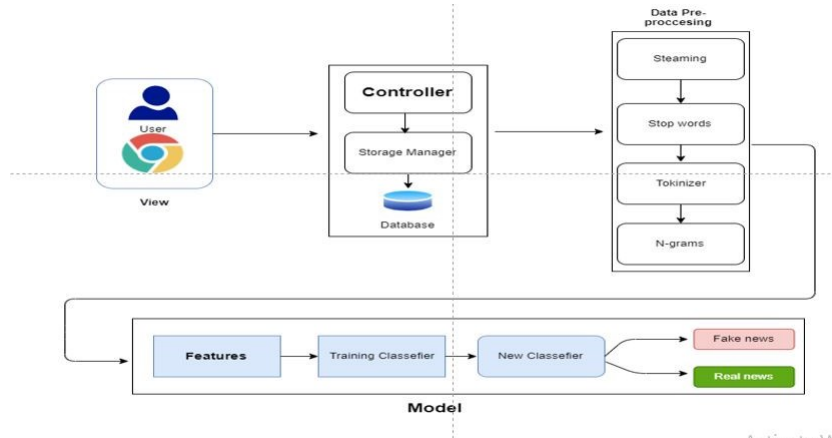 Data Pre-
proccesing
Steaming
Stop words
Tokinizer
N-grams
Controller
Storage Manager
Database
User
View
Features
Training Classefier
New Classefier
Fake news
Real news
Model